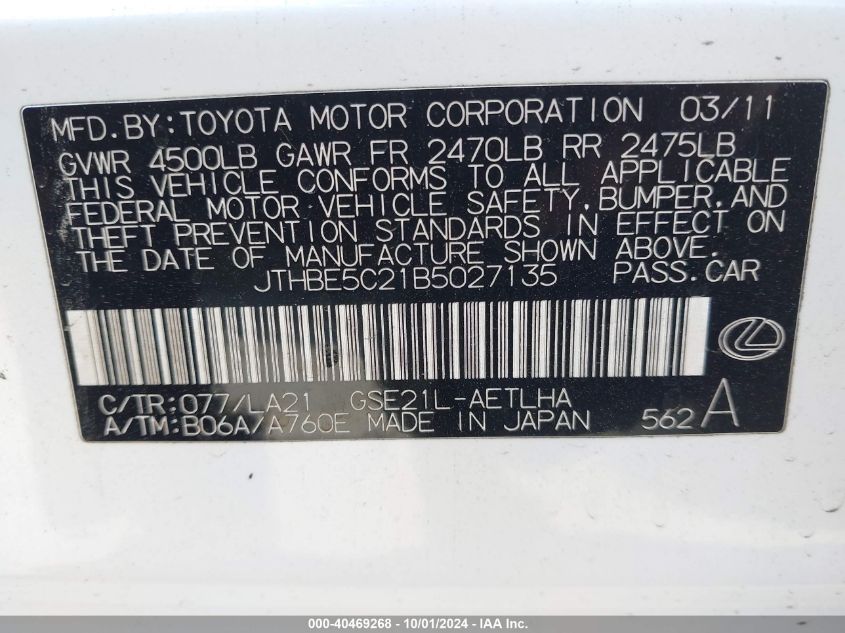 MFD.BY:TOYOTA MOTOR CORPORATION 03/11
GVWR 4500LB GAWR FR 2470LB RR 2475LB
THIS VEHICLE CONFORMS TO ALL APPLICABLE
FEDERAL MOTOR VEHICLE SAFETY,BUMPER,AND
THEFT PREVENTION STANDARDS IN EFFECT ON
THE DATE OF MANUFACTURE SHOWN ABOVE.
JTHBE5C21B5027135 PASS.CAR
C/TR:077/LA21 GSE21L-AETLHA
A/TM:B06A/A760E MADE IN JAPAN 562 A
000-40469268 - 10/01/2024 - IAA Inc.